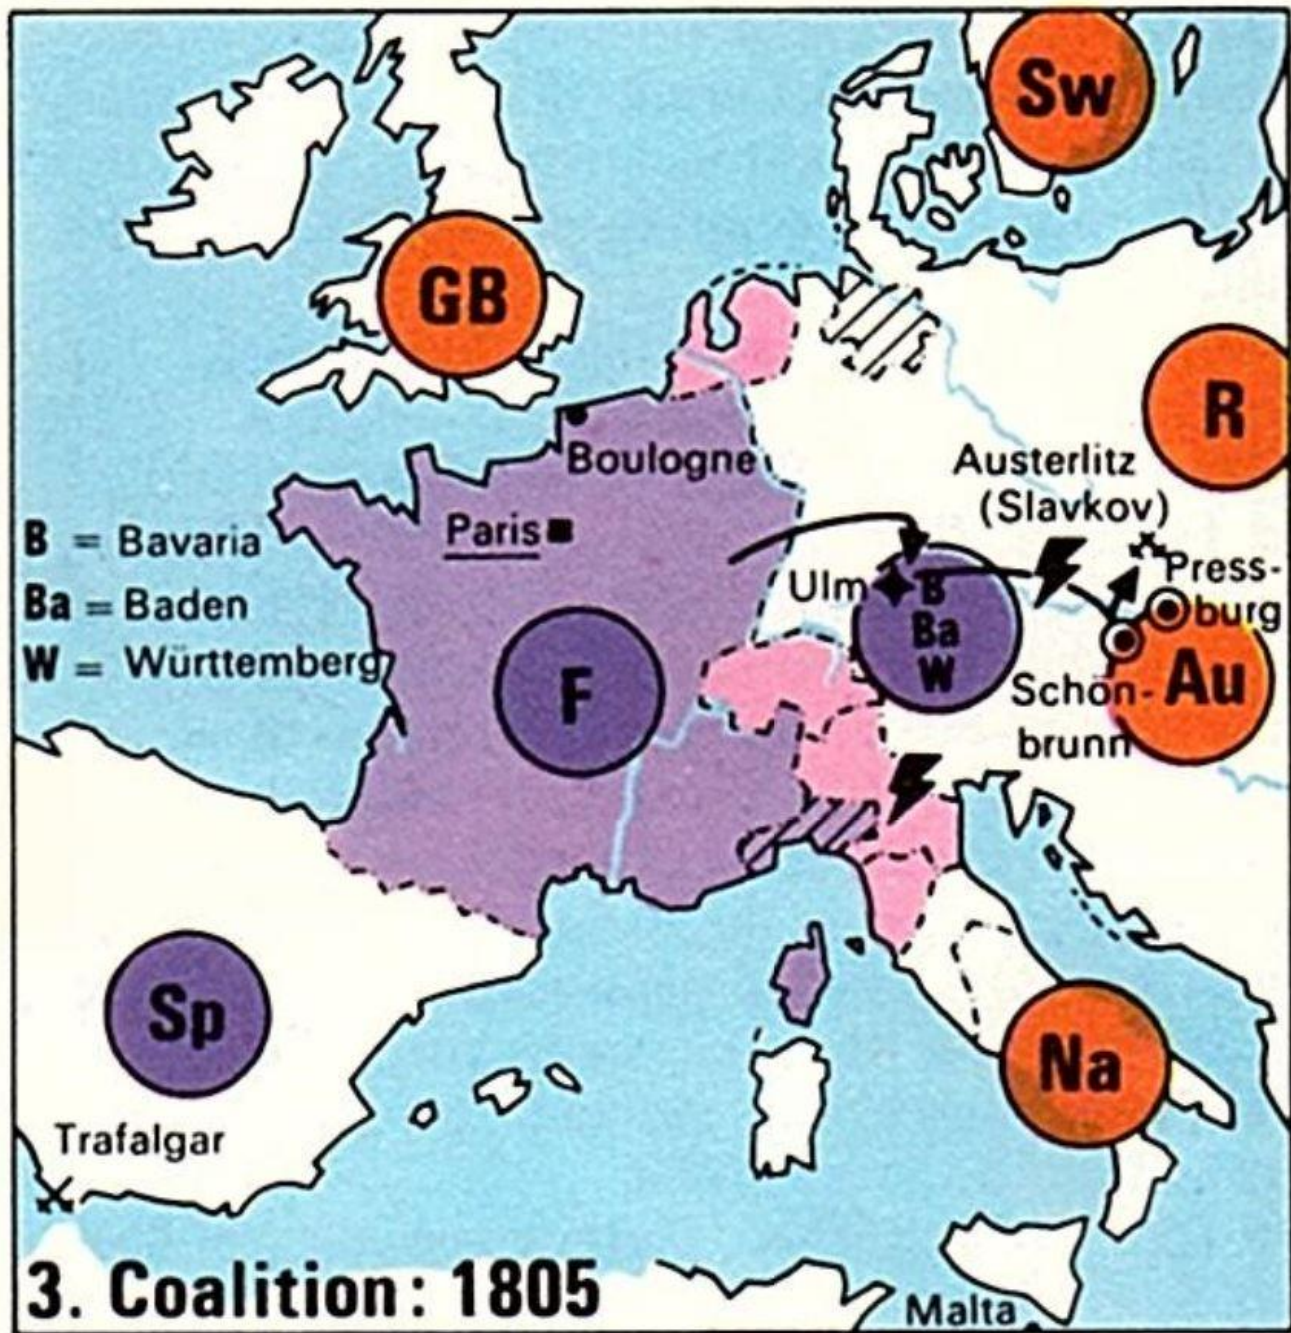 Sw
GB
R
Boulogne
Austerlitz
(Slavkov)
B = Bavaria
Paris
Press-
burg
Ulm
B
Ba
W
Ba = Baden
W = Württemberg
F
Schön-
brunn
Au
Sp
Na
Trafalgar
3. Coalition: 1805
Malta